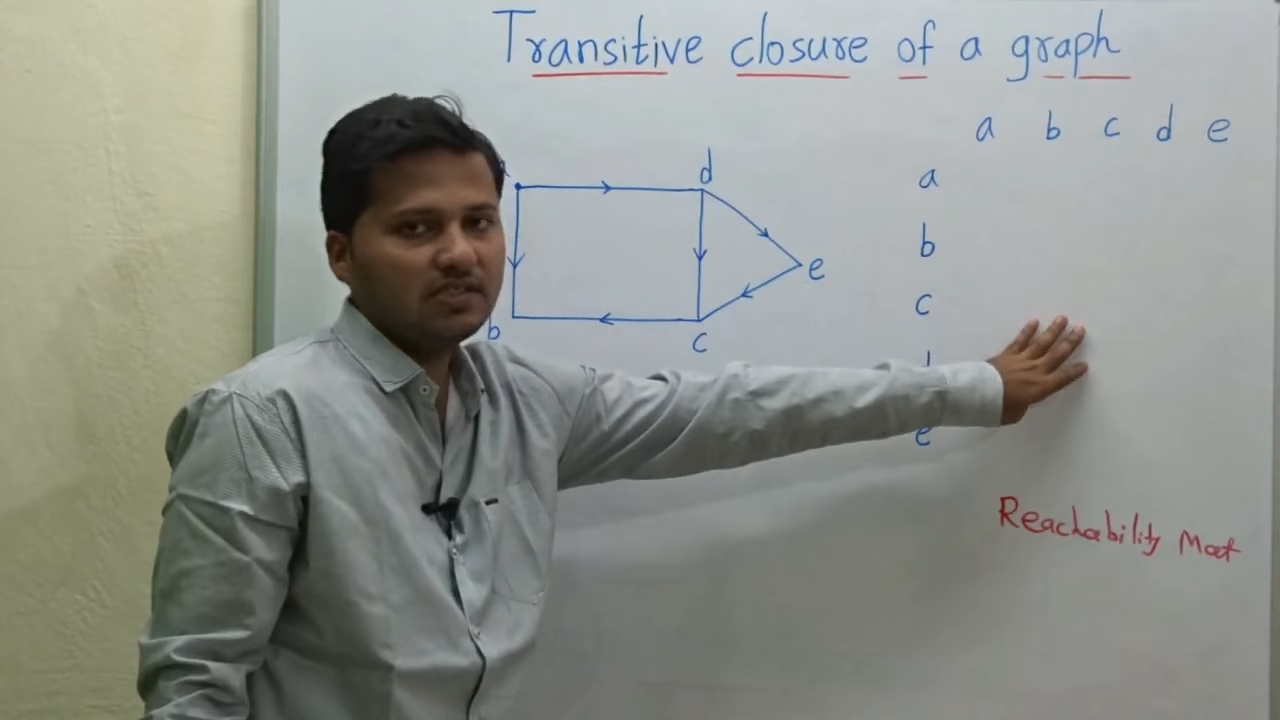 Transitive closure of a graph
a b c d e
d
a
b
e
c
b
c
e
Reachability Mat